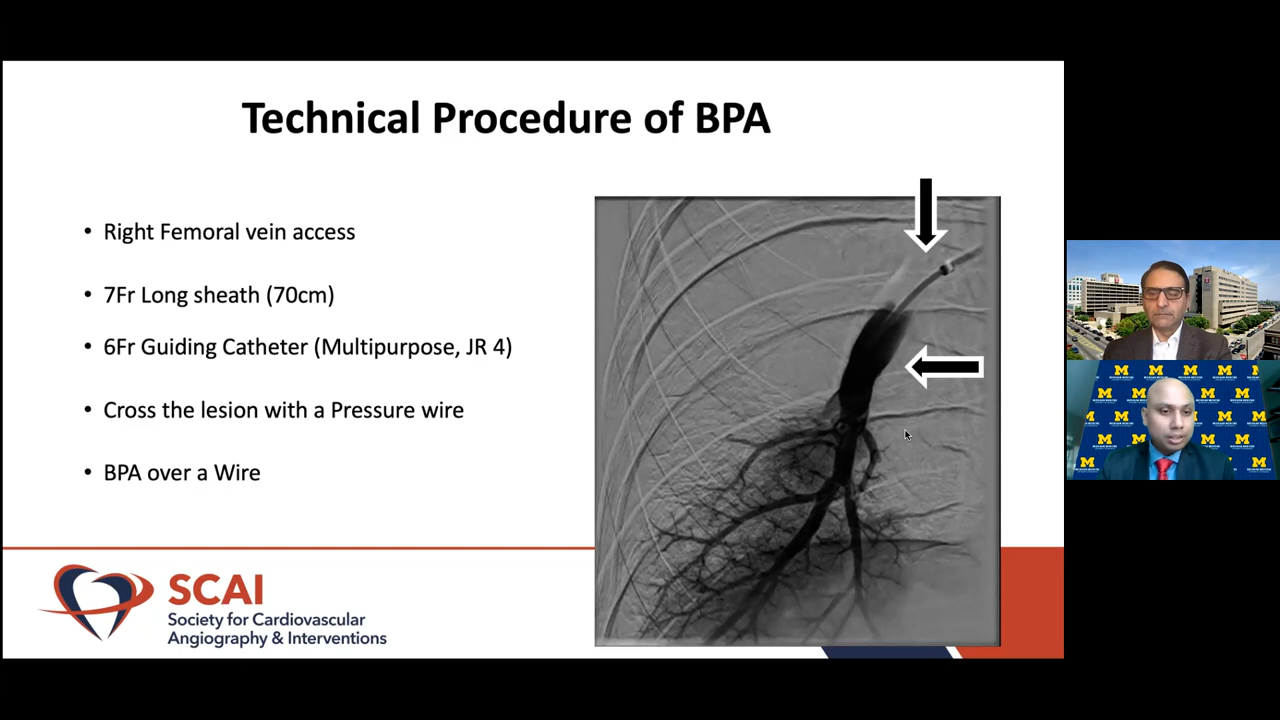 Technical Procedure of BPA
• Right Femoral vein access
• 7Fr Long sheath (70cm)
• 6Fr Guiding Catheter (Multipurpose, JR 4)
• Cross the lesion with a Pressure wire
• BPA over a Wire
SCAI
Society for Cardiovascular
Angiography & Interventions